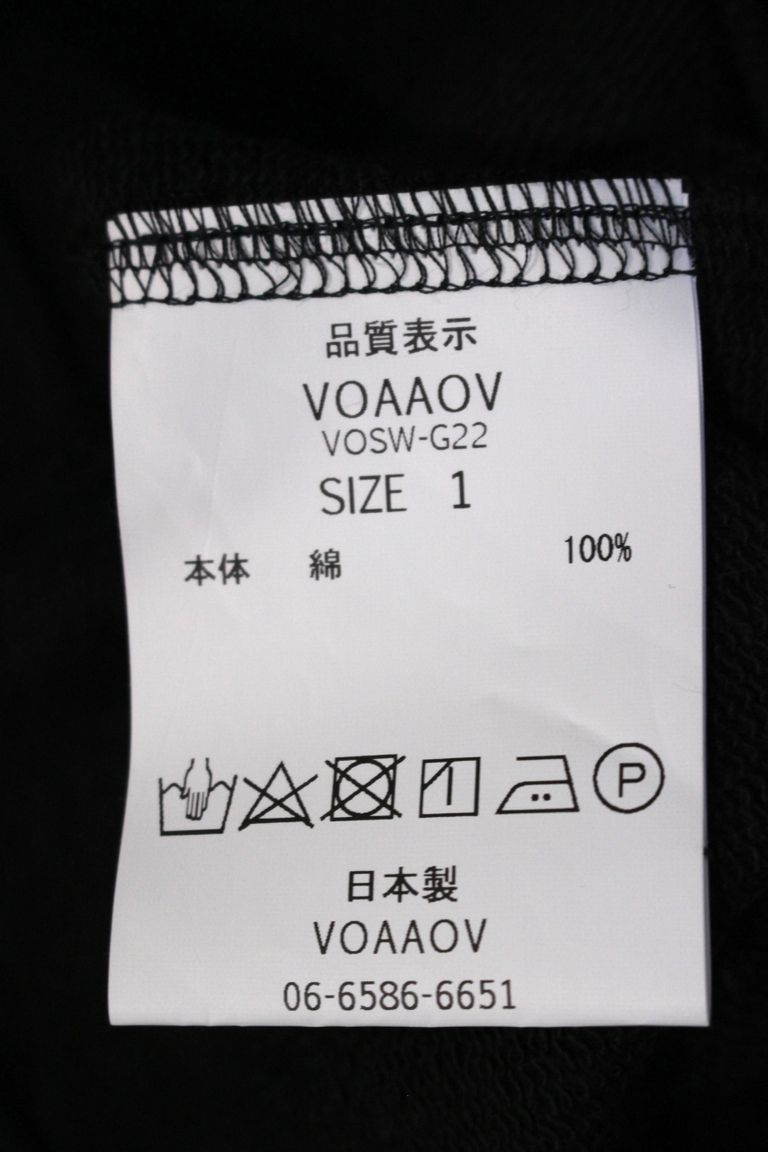 品質表示
VOAAOV
VOSW-G22
SIZE 1
本体 綿 100%
P
日本製
VOAAOV
06-6586-6651